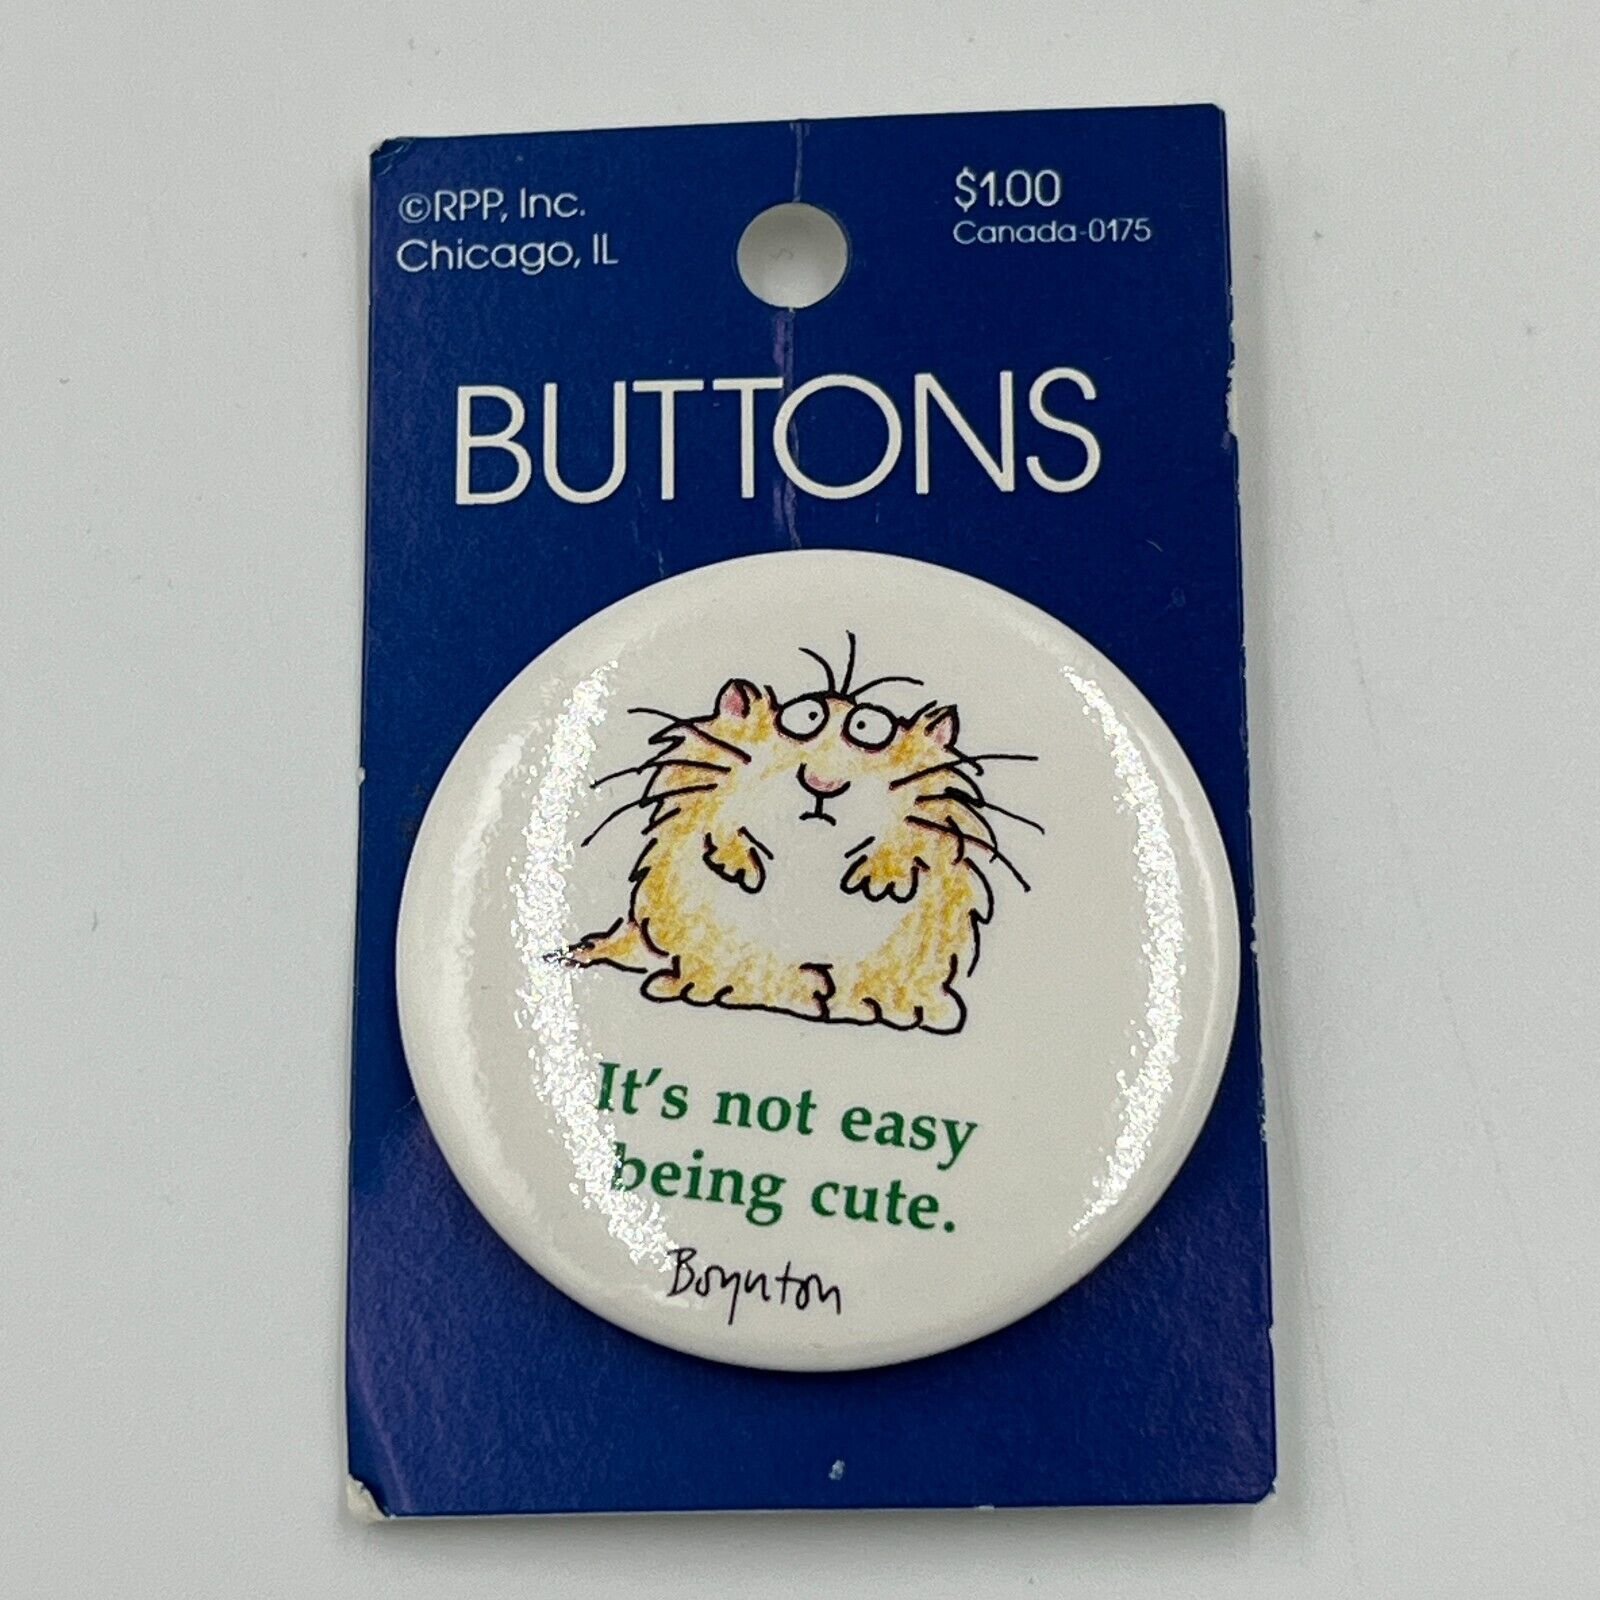 ©RPP, Inc.
Chicago, IL
$1.00
Canada-0175
BUTTONS
It's not easy
being cute.
Boynton